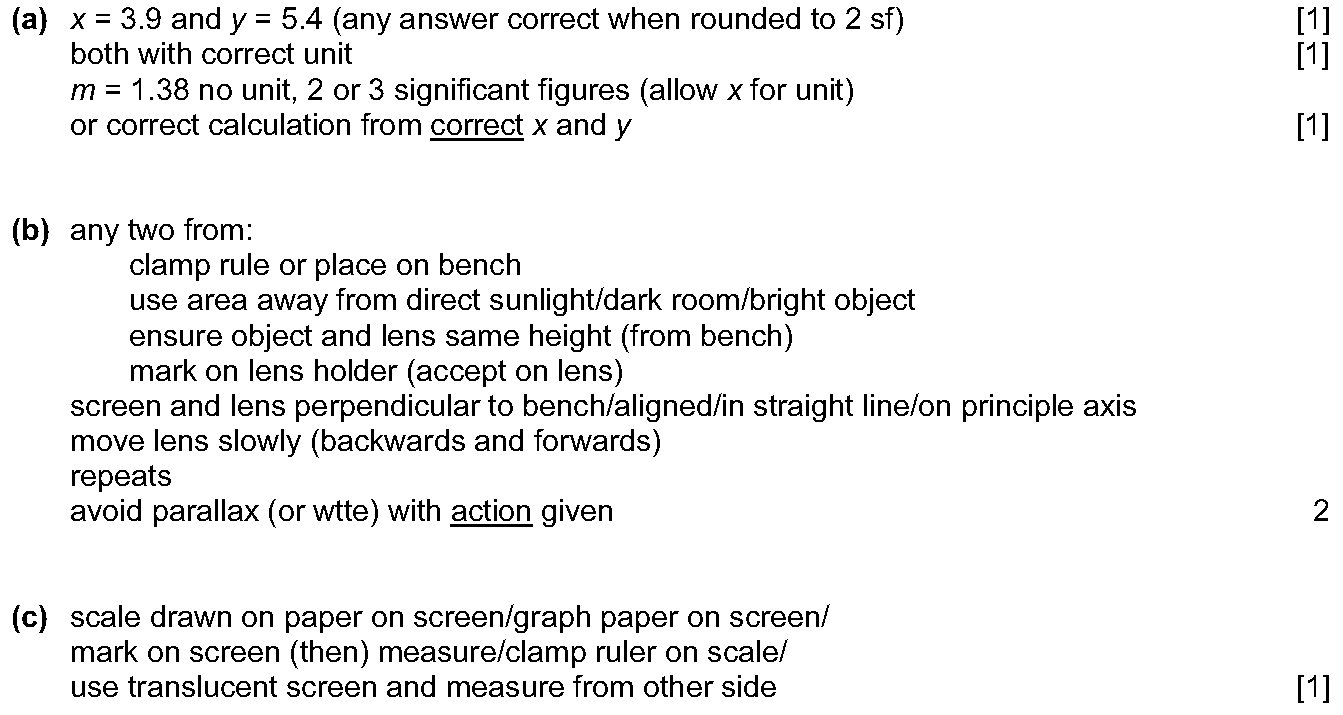 (a) x = 3.9 and y = 5.4 (any answer correct when rounded to 2 sf) [1]
both with correct unit [1]
m = 1.38 no unit, 2 or 3 significant figures (allow x for unit)
or correct calculation from correct x and y [1]
(b) any two from:
clamp rule or place on bench
use area away from direct sunlight/dark room/bright object
ensure object and lens same height (from bench)
mark on lens holder (accept on lens)
screen and lens perpendicular to bench/aligned/in straight line/on principle axis
move lens slowly (backwards and forwards)
repeats
avoid parallax (or wtte) with action given 2
(c) scale drawn on paper on screen/graph paper on screen/
mark on screen (then) measure/clamp ruler on scale/
use translucent screen and measure from other side [1]